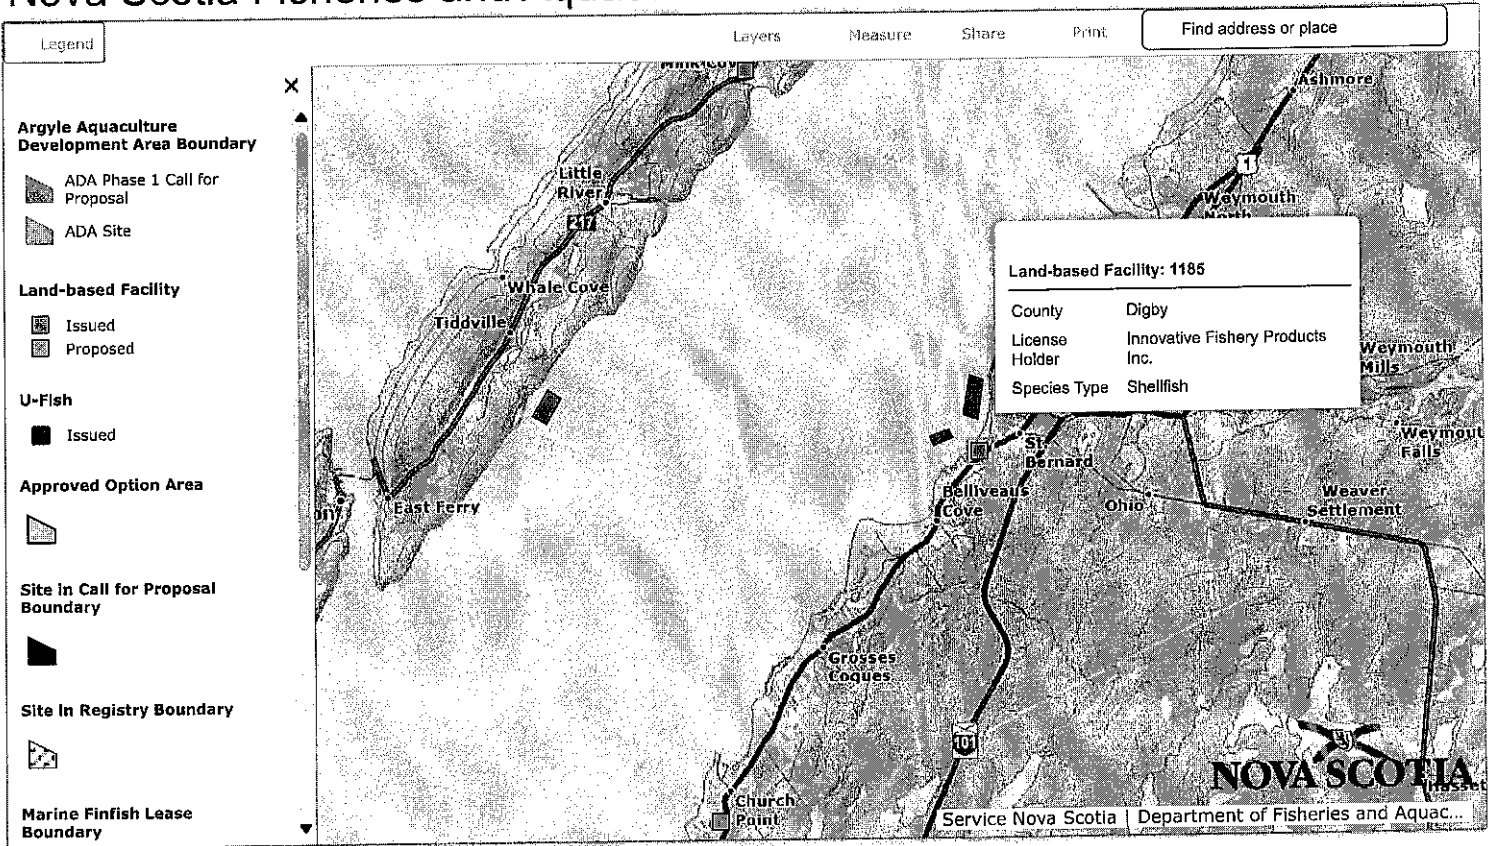 Nova Scotia Fisheries and
Legend
Layers
Measure
Share
Print
Find address or place
Argyle Aquaculture
Development Area Boundary
ADA Phase 1 Call for
Proposal
ADA Site
Land-based Facility
Issued
Proposed
U-Fish
Issued
Approved Option Area
Site in Call for Proposal
Boundary
Site in Registry Boundary
Marine Finfish Lease
Boundary
Little
River
217
Whale Cove
Tiddville
East Ferry
Ashmore
1
Weymouth
North
Land-based Facility: 1185
County Digby
License Innovative Fishery Products
Holder Inc.
Species Type Shellfish
Weymouth
Mills
Falls
St.
Bernard
Belliveaus
Cove
Ohio
Weaver
Settlement
Grosses
Coques
101
Church
Point
NOVA SCOTIA
Service Nova Scotia | Department of Fisheries and Aquac...